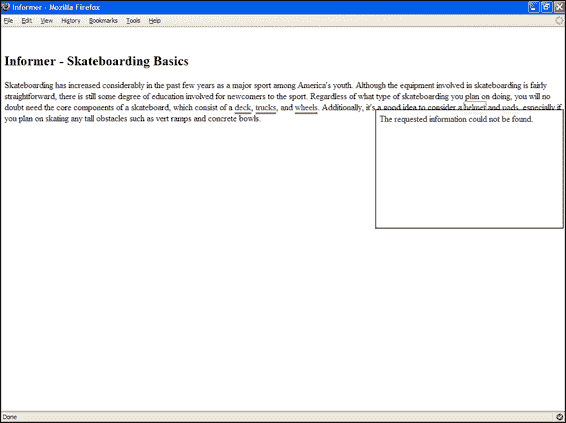 Informer - Mozilla Firefox
File Edit View History Bookmarks Tools Help
Informer - Skateboarding Basics
Skateboarding has increased considerably in the past few years as a major sport among America's youth. Although the equipment involved in skateboarding is fairly
straightforward, there is still some degree of education involved for newcomers to the sport. Regardless of what type of skateboarding you plan on doing, you will no
doubt need the core components of a skateboard, which consist of a deck, trucks, and wheels. Additionally, it's a good idea to consider a helmet and pads, especially if
you plan on skating any tall obstacles such as vert ramps and concrete bowls.
The requested information could not be found.
Done